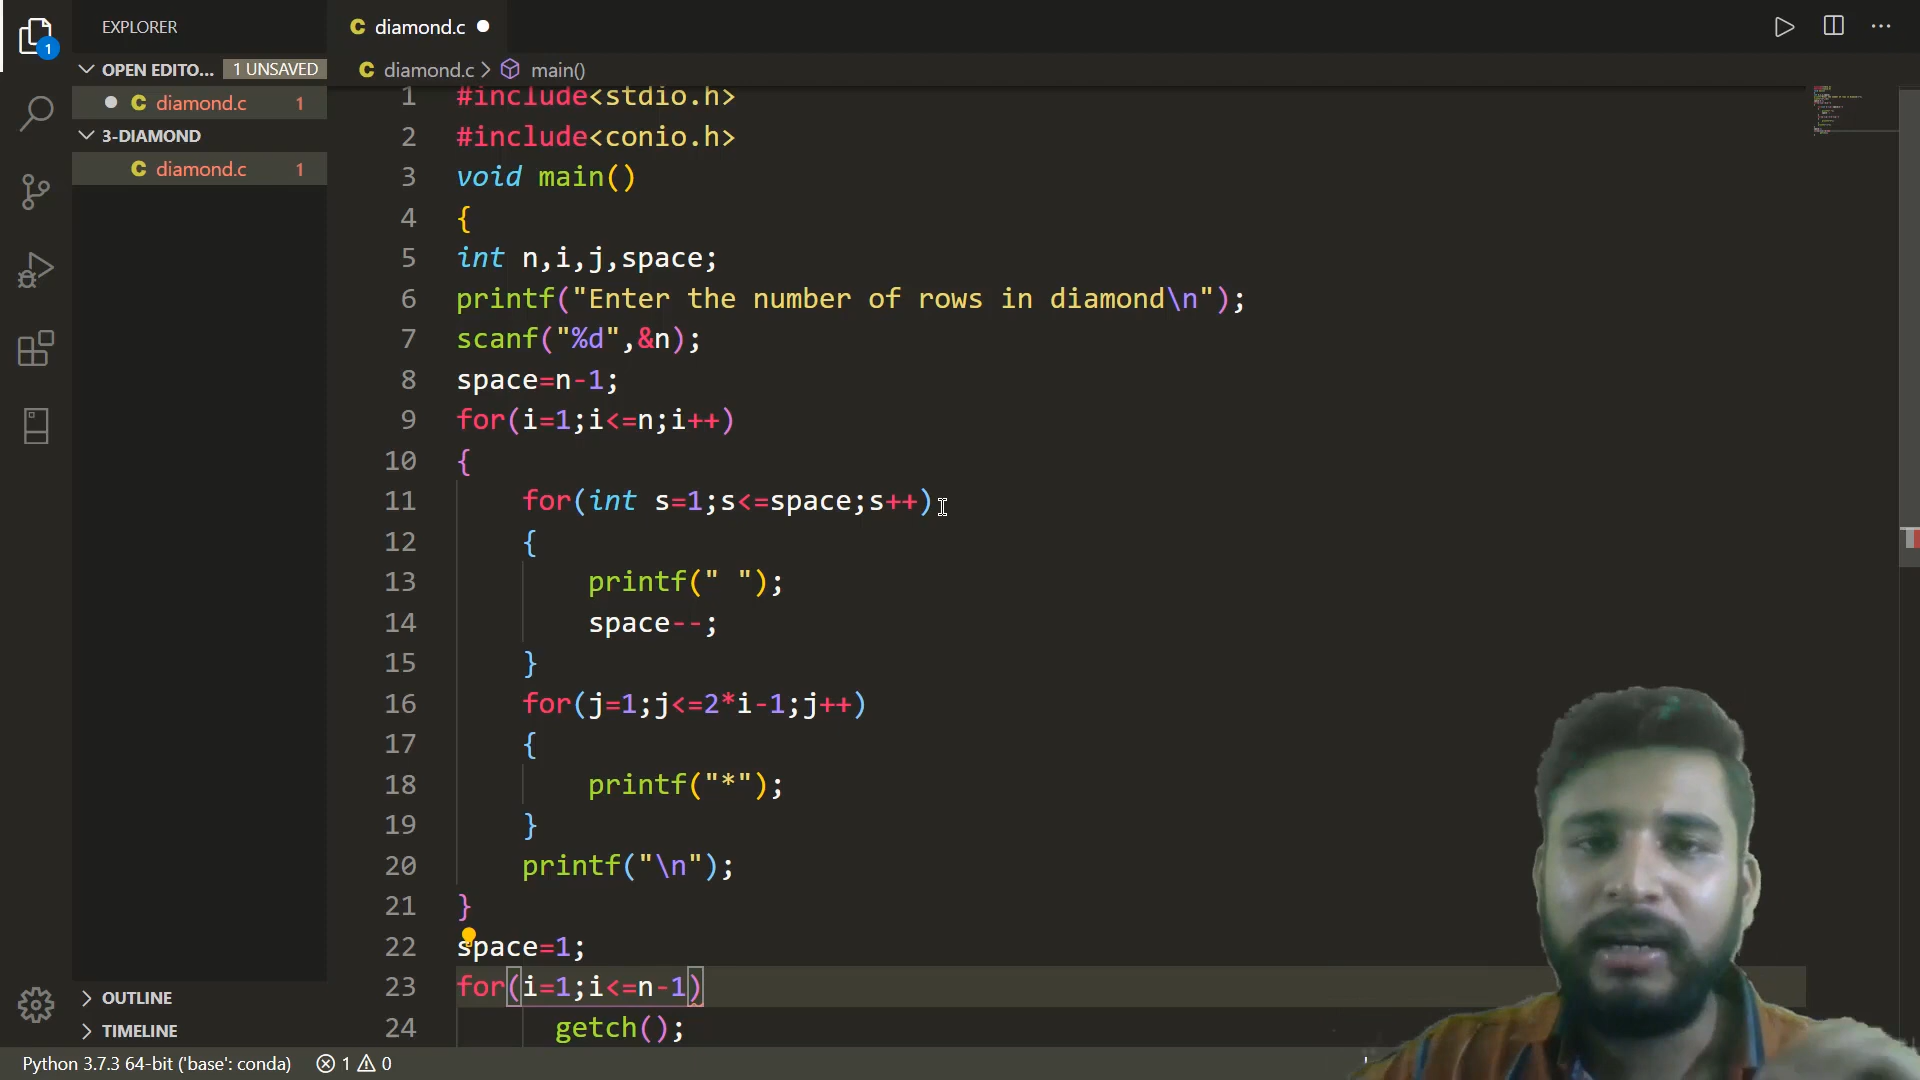 EXPLORER
OPEN EDITO... 1 UNSAVED
diamond.c 1
3-DIAMOND
C diamond.c 1
OUTLINE
TIMELINE
1
C diamond.c
C diamond.c > main()
1 #include<stdio.h>
2 #include<conio.h>
3 void main()
4 {
5 int n,i,j,space;
6 printf("Enter the number of rows in diamond\n");
7 scanf("%d",&n);
8 space=n-1;
9 for(i=1;i<=n;i++)
10 {
11 for(int s=1;s<=space;s++)
12 {
13 printf(" ");
14 space--;
15 }
16 for(j=1;j<=2*i-1;j++)
17 {
18 printf("*");
19 }
20 printf("\n");
21 }
22 space=1;
23 for(i=1;i<=n-1)
24 getch();
Python 3.7.3 64-bit ('base': conda) 1 0